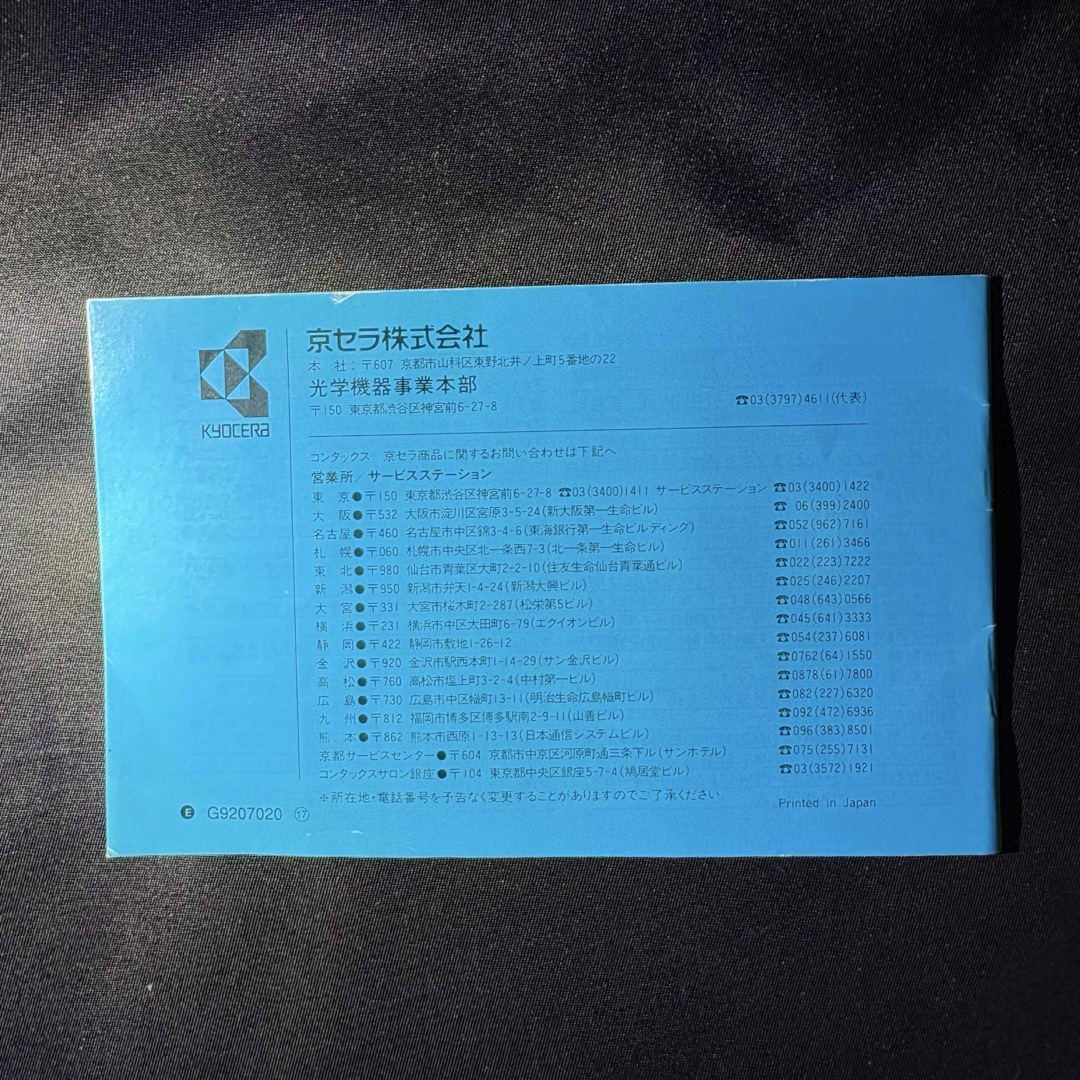 京セラ株式会社
本 社：〒607 京都市山科区東野北井ノ上町5番地の22
光学機器事業本部
〒150 東京都渋谷区神宮前6-27-8 ☎03(3797)4611(代表)
KYOCERA
コンタックス 京セラ商品に関するお問い合わせは下記へ
営業所/サービスステーション
東 京●〒150 東京都渋谷区神宮前6-27-8 ☎03(3400)1411 サービスステーション ☎03(3400)1422
大 阪●〒532 大阪市淀川区宮原3-5-24(新大阪第一生命ビル) ☎ 06(399)2400
名古屋●〒460 名古屋市中区錦3-4-6(東海銀行第一生命ビルディング) ☎052(962)7161
札 幌●〒060 札幌市中央区北一条西7-3(北一条第一生命ビル) ☎011(261)3466
東 北●〒980 仙台市青葉区大町2-2-10(住友生命仙台青葉通ビル) ☎022(223)7222
新 潟●〒950 新潟市弁天1-4-24(新潟大興ビル) ☎025(246)2207
大 宮●〒331 大宮市桜木町2-287(松栄第5ビル) ☎048(643)0566
横 浜●〒231 横浜市中区太田町6-79(エクイオンビル) ☎045(641)3333
静 岡●〒422 静岡市敷地1-26-12 ☎054(237)6081
金 沢●〒920 金沢市駅西本町1-14-29(サン金沢ビル) ☎0762(64)1550
高 松●〒760 高松市塩上町3-2-4(中村第一ビル) ☎0878(61)7800
広 島●〒730 広島市中区幟町13-11(明治生命広島幟町ビル) ☎082(227)6320
九 州●〒812 福岡市博多区博多駅南2-9-11(山善ビル) ☎092(472)6936
熊 本●〒862 熊本市西原1-13-13(日本通信システムビル) ☎096(383)8501
京都サービスセンター●〒604 京都市中京区河原町通三条下ル(サンホテル) ☎075(255)7131
コンタックスサロン銀座●〒104 東京都中央区銀座5-7-4(鳩居堂ビル) ☎03(3572)1921
※所在地・電話番号を予告なく変更することがありますのでご了承ください
Printed in Japan
E G9207020 ⑰